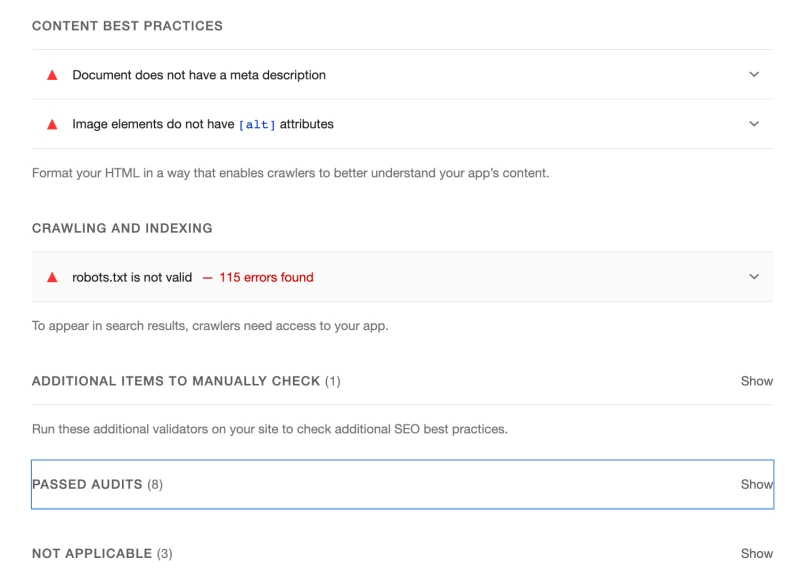 CONTENT BEST PRACTICES
Document does not have a meta description
Image elements do not have [alt] attributes
Format your HTML in a way that enables crawlers to better understand your app’s content.
CRAWLING AND INDEXING
robots.txt is not valid — 115 errors found
To appear in search results, crawlers need access to your app.
ADDITIONAL ITEMS TO MANUALLY CHECK (1) Show
Run these additional validators on your site to check additional SEO best practices.
PASSED AUDITS (8) Show
NOT APPLICABLE (3) Show